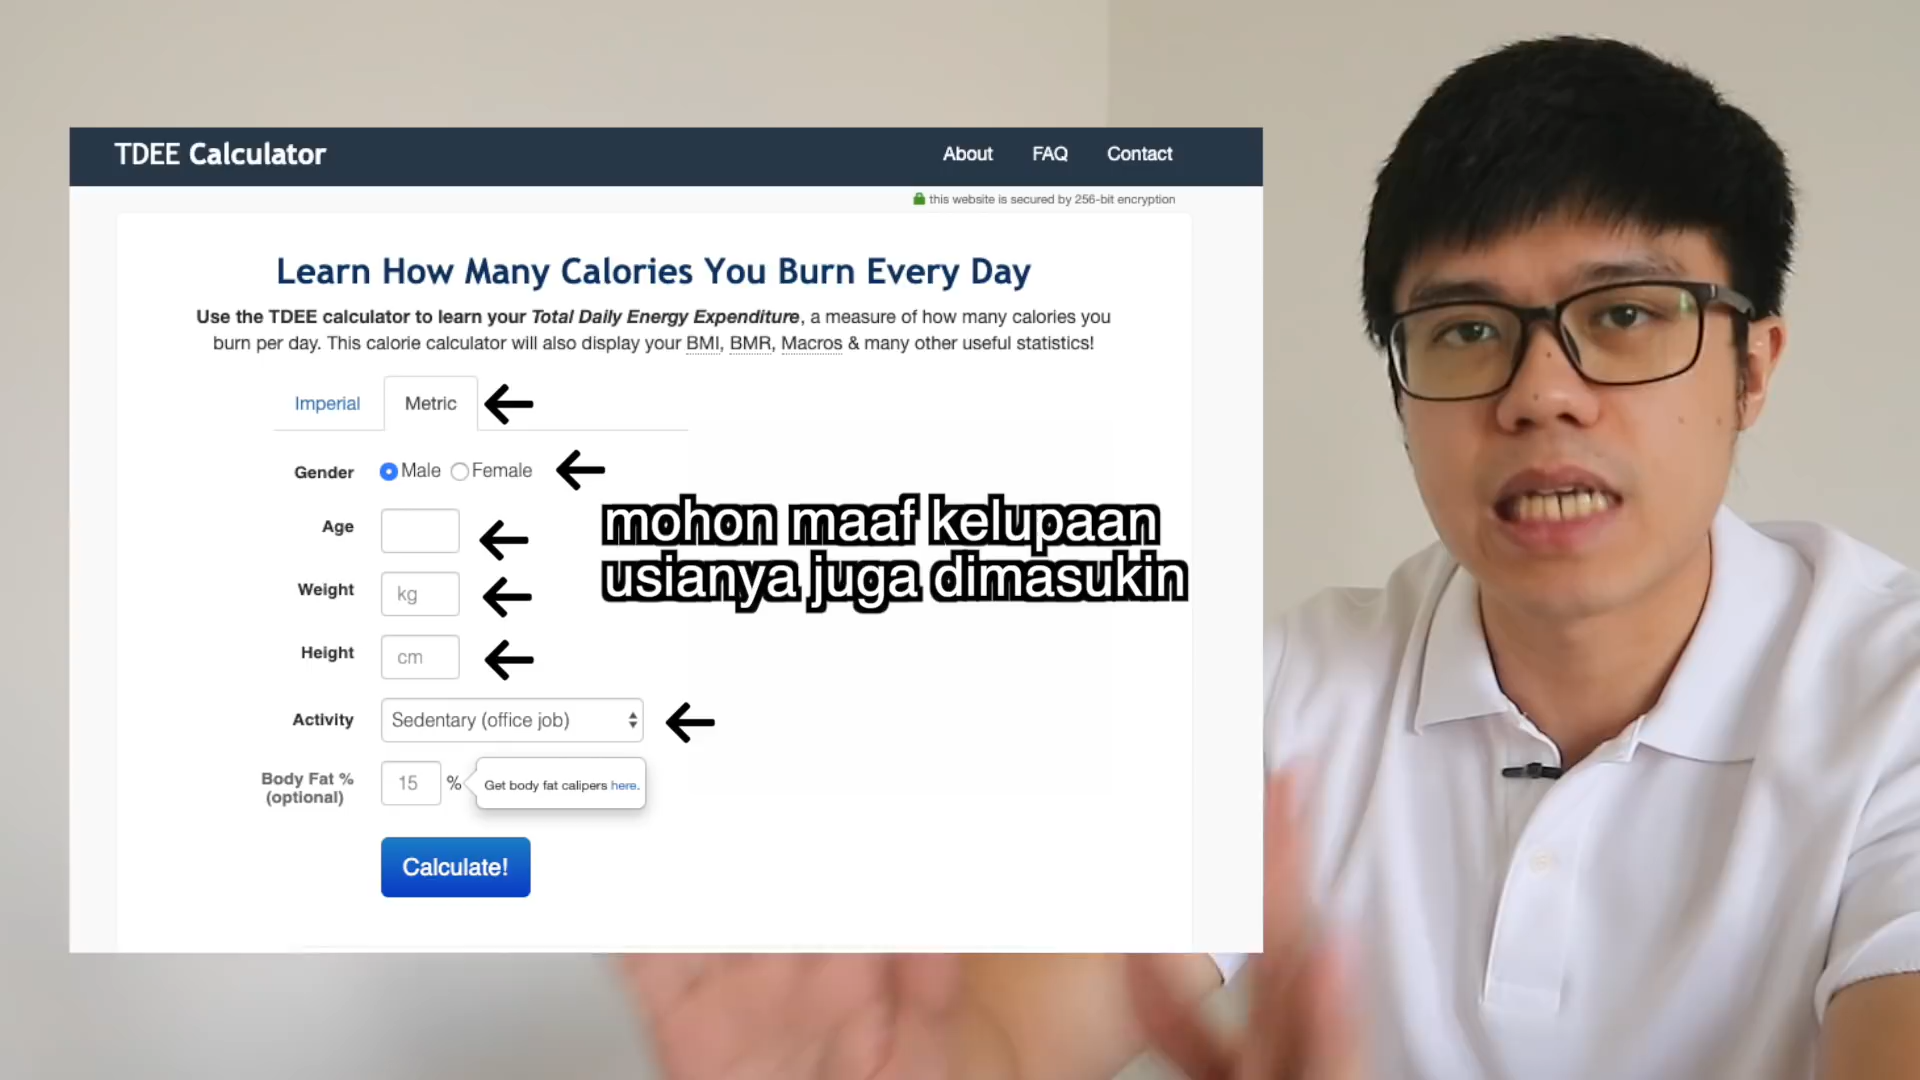 TDEE Calculator
About FAQ Contact
this website is secured by 256-bit encryption
Learn How Many Calories You Burn Every Day
Use the TDEE calculator to learn your Total Daily Energy Expenditure, a measure of how many calories you
burn per day. This calorie calculator will also display your BMI, BMR, Macros & many other useful statistics!
Imperial Metric
Gender Male Female
mohon maaf kelupaan
usianya juga dimasukin
Age
Weight kg
Height cm
Activity Sedentary (office job)
Body Fat %
(optional)
15 %
Get body fat calipers here.
Calculate!